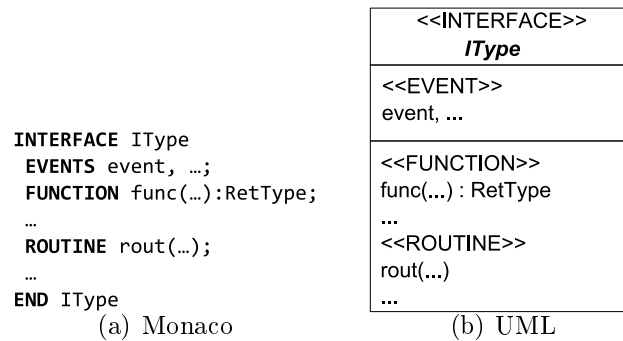 INTERFACE IType
EVENTS event, …;
FUNCTION func(…):RetType;
…
ROUTINE rout(…);
…
END IType
(a) Monaco
<<INTERFACE>>
IType
<<EVENT>>
event, ...
<<FUNCTION>>
func(...) : RetType
...
<<ROUTINE>>
rout(...)
...
(b) UML